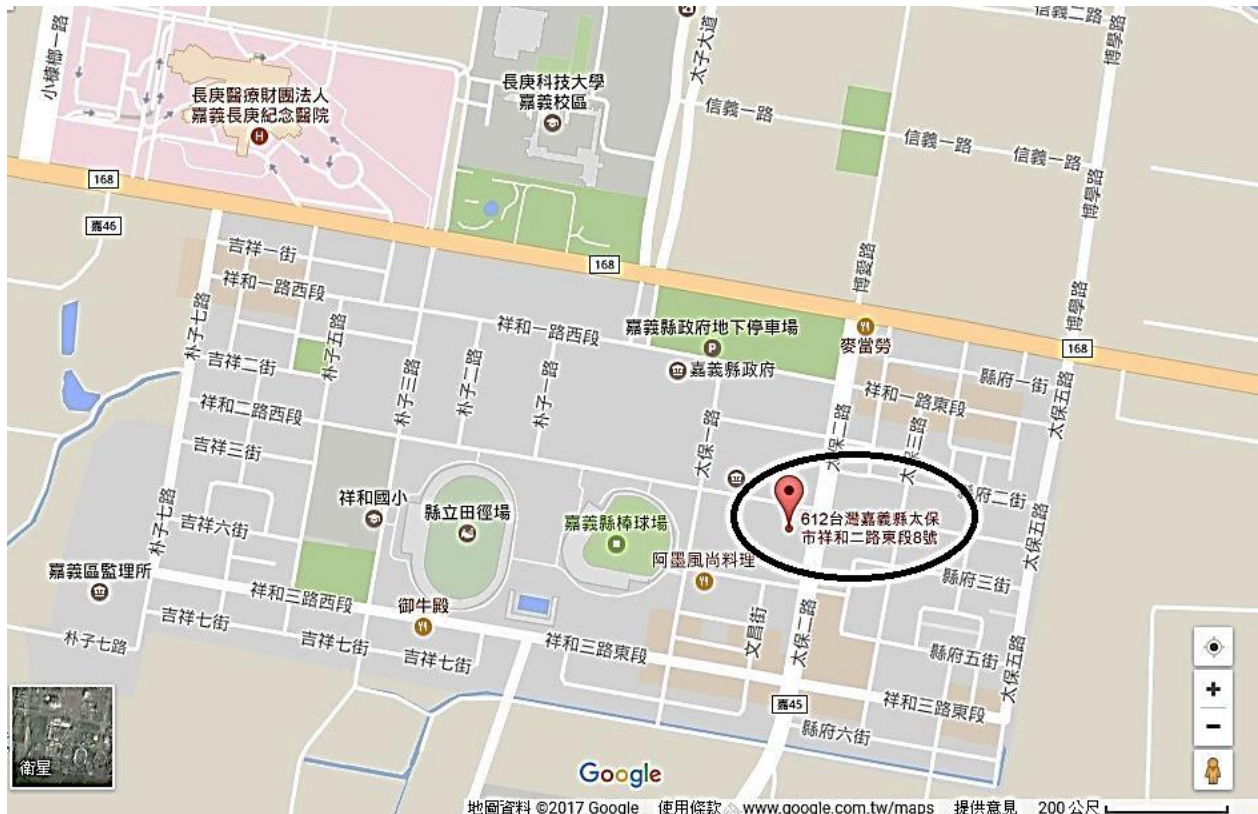 信義二路
博學路
太子大道
小槺榔一路
長庚科技大學
嘉義校區
長庚醫療財團法人
嘉義長庚紀念醫院
H
信義一路
信義一路
信義一路
168
博學路
嘉46
吉祥一街
168
博愛路
祥和一路西段
博學路
朴子七路
朴子五路
祥和一路西段
嘉義縣政府地下停車場
P
麥當勞
168
吉祥二街
朴子三路
朴子二路
朴子一路
嘉義縣政府
縣府一街
祥和一路東段
太保五路
祥和二路西段
太保一路
太保二路
太保三路
吉祥三街
縣府二街
祥和國小
縣立田徑場
嘉義縣棒球場
612台灣嘉義縣太保
市祥和二路東段8號
朴子七路
吉祥六街
太保五路
阿墨風尚料理
嘉義區監理所
縣府三街
祥和三路西段
御牛殿
吉祥七街
吉祥七街
吉祥七街
朴子七路
祥和三路東段
文昌街
太保二路
縣府五街
太保五路
嘉45
祥和三路東段
縣府六街
衛星
+
−
Google
地圖資料 ©2017 Google 使用條款 www.google.com.tw/maps 提供意見 200 公尺